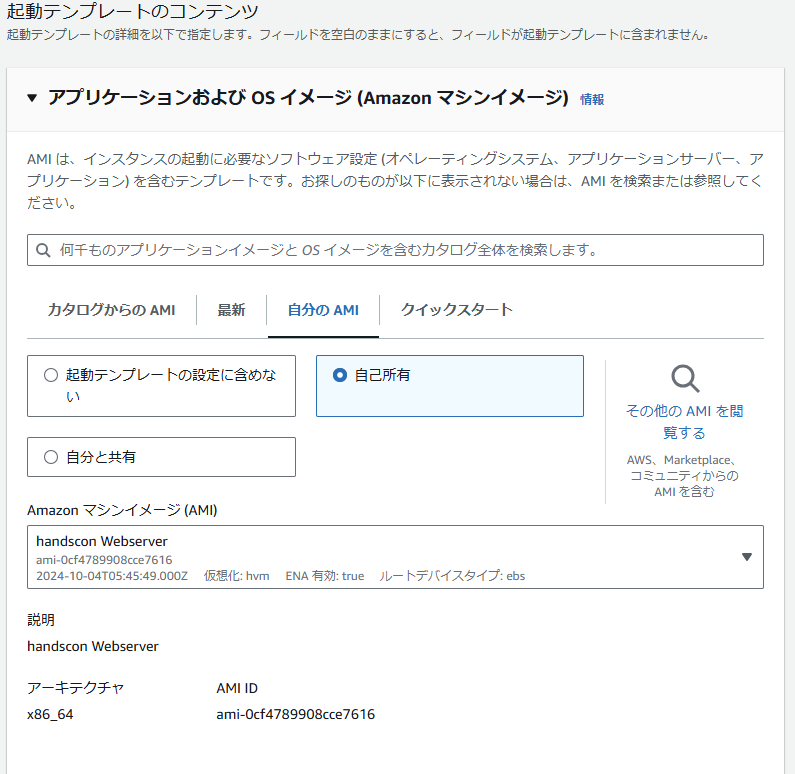 起動テンプレートのコンテンツ
起動テンプレートの詳細を以下で指定します。フィールドを空白のままにすると、フィールドが起動テンプレートに含まれません。
▼ アプリケーションおよび OS イメージ (Amazon マシンイメージ) 情報
AMI は、インスタンスの起動に必要なソフトウェア設定 (オペレーティングシステム、アプリケーションサーバー、ア
プリケーション) を含むテンプレートです。お探しのものが以下に表示されない場合は、AMI を検索または参照してく
ださい。
何千ものアプリケーションイメージと OS イメージを含むカタログ全体を検索します。
カタログからの AMI 最新 自分の AMI クイックスタート
起動テンプレートの設定に含めな
い
自己所有
自分と共有
その他の AMI を閲
覧する
AWS、Marketplace、
コミュニティからの
AMI を含む
Amazon マシンイメージ (AMI)
handscon Webserver
ami-0cf4789908cce7616
2024-10-04T05:45:49.000Z 仮想化: hvm ENA 有効: true ルートデバイスタイプ: ebs
説明
handscon Webserver
アーキテクチャ AMI ID
x86_64 ami-0cf4789908cce7616